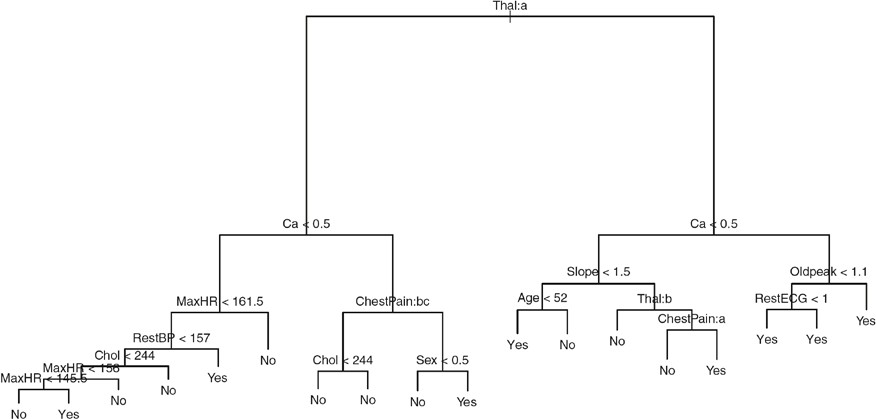 Thal:a
Ca < 0.5
Ca < 0.5
Slope < 1.5
Oldpeak < 1.1
MaxHR < 161.5
ChestPain:bc
Age < 52
Thal:b
RestECG < 1
ChestPain:a
Yes
RestBP < 157
Yes
No
No
Yes
Yes
Chol < 244
No
Chol < 244
Sex < 0.5
MaxHR < 156
No
Yes
No
Yes
MaxHR < 145.5
No
No
No
No
Yes
No
Yes